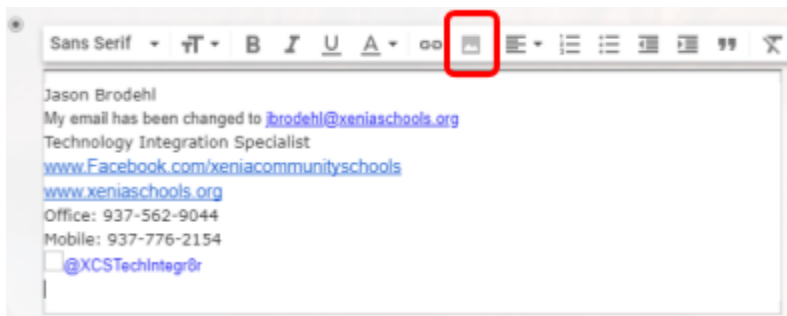 Sans Serif
Jason Brodehl
My email has been changed to jbrodehl@xeniaschools.org
Technology Integration Specialist
www.Facebook.com/xeniacommunityschools
www.xeniaschools.org
Office: 937-562-9044
Mobile: 937-776-2154
@XCSTechIntegr8r